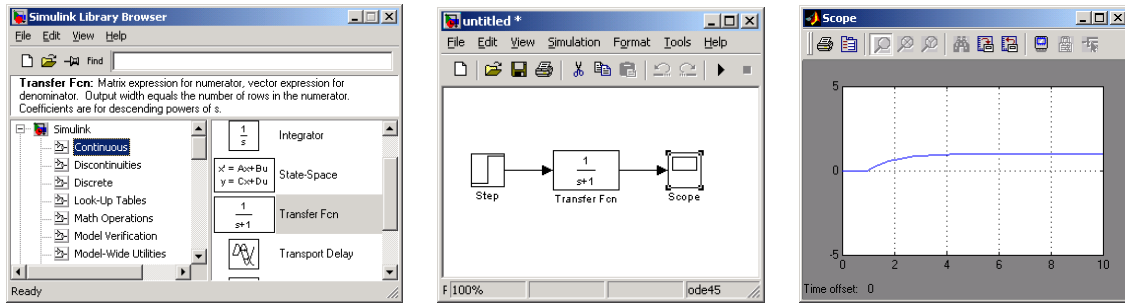 Simulink Library Browser
File Edit View Help
Find
Transfer Fcn: Matrix expression for numerator, vector expression for
denominator. Output width equals the number of rows in the numerator.
Coefficients are for descending powers of s.
Simulink
Continuous
Discontinuities
Discrete
Look-Up Tables
Math Operations
Model Verification
Model-Wide Utilities
1
s
Integrator
x' = Ax+Bu
y = Cx+Du
State-Space
1
s+1
Transfer Fcn
Transport Delay
Ready
untitled *
File Edit View Simulation Format Tools Help
1
s+1
Step
Transfer Fcn
Scope
F 100%
ode45
Scope
5
0
-5
0 2 4 6 8 10
Time offset: 0